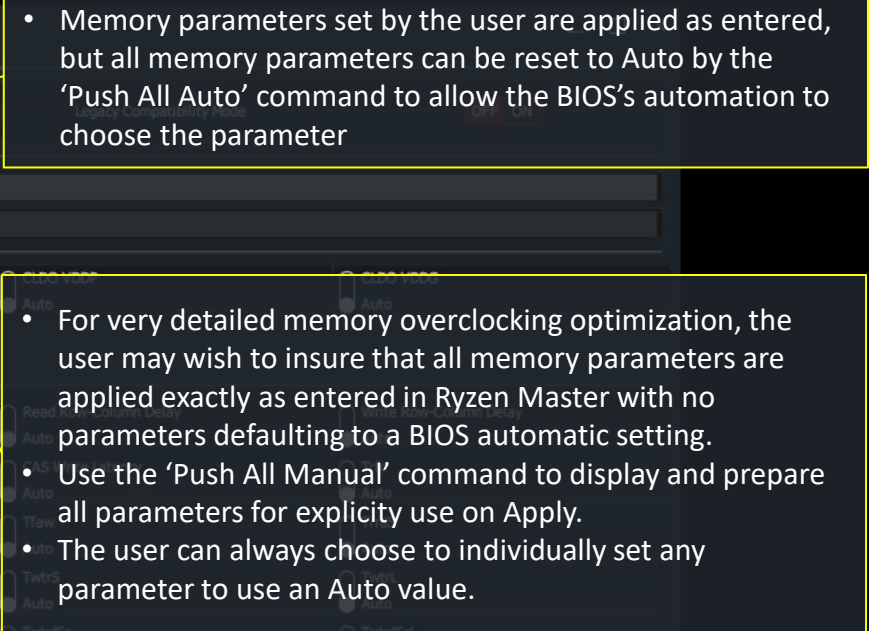 • Memory parameters set by the user are applied as entered,
but all memory parameters can be reset to Auto by the
‘Push All Auto’ command to allow the BIOS’s automation to
choose the parameter
Legacy Compatibility Mode OFF ON
CLDO VDDP CLDO VDDG
Auto Auto
• For very detailed memory overclocking optimization, the
user may wish to insure that all memory parameters are
applied exactly as entered in Ryzen Master with no
parameters defaulting to a BIOS automatic setting.
• Use the ‘Push All Manual’ command to display and prepare
all parameters for explicity use on Apply.
• The user can always choose to individually set any
parameter to use an Auto value.
Read Row-Column Delay Write Row-Column Delay
Auto
CAS Write Latency
Auto Auto
Tfaw
Auto
TwtrS TwtrL
Auto Auto